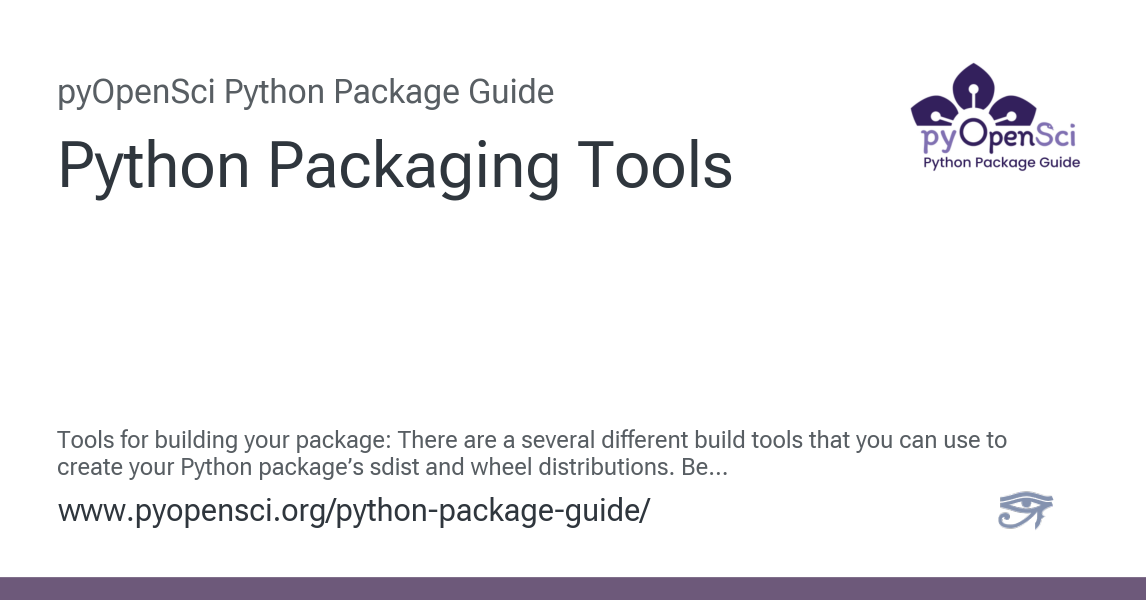 pyOpenSci Python Package Guide
Python Packaging Tools
pyOpenSci
Python Package Guide
Tools for building your package: There are a several different build tools that you can use to
create your Python package’s sdist and wheel distributions. Be...
www.pyopensci.org/python-package-guide/